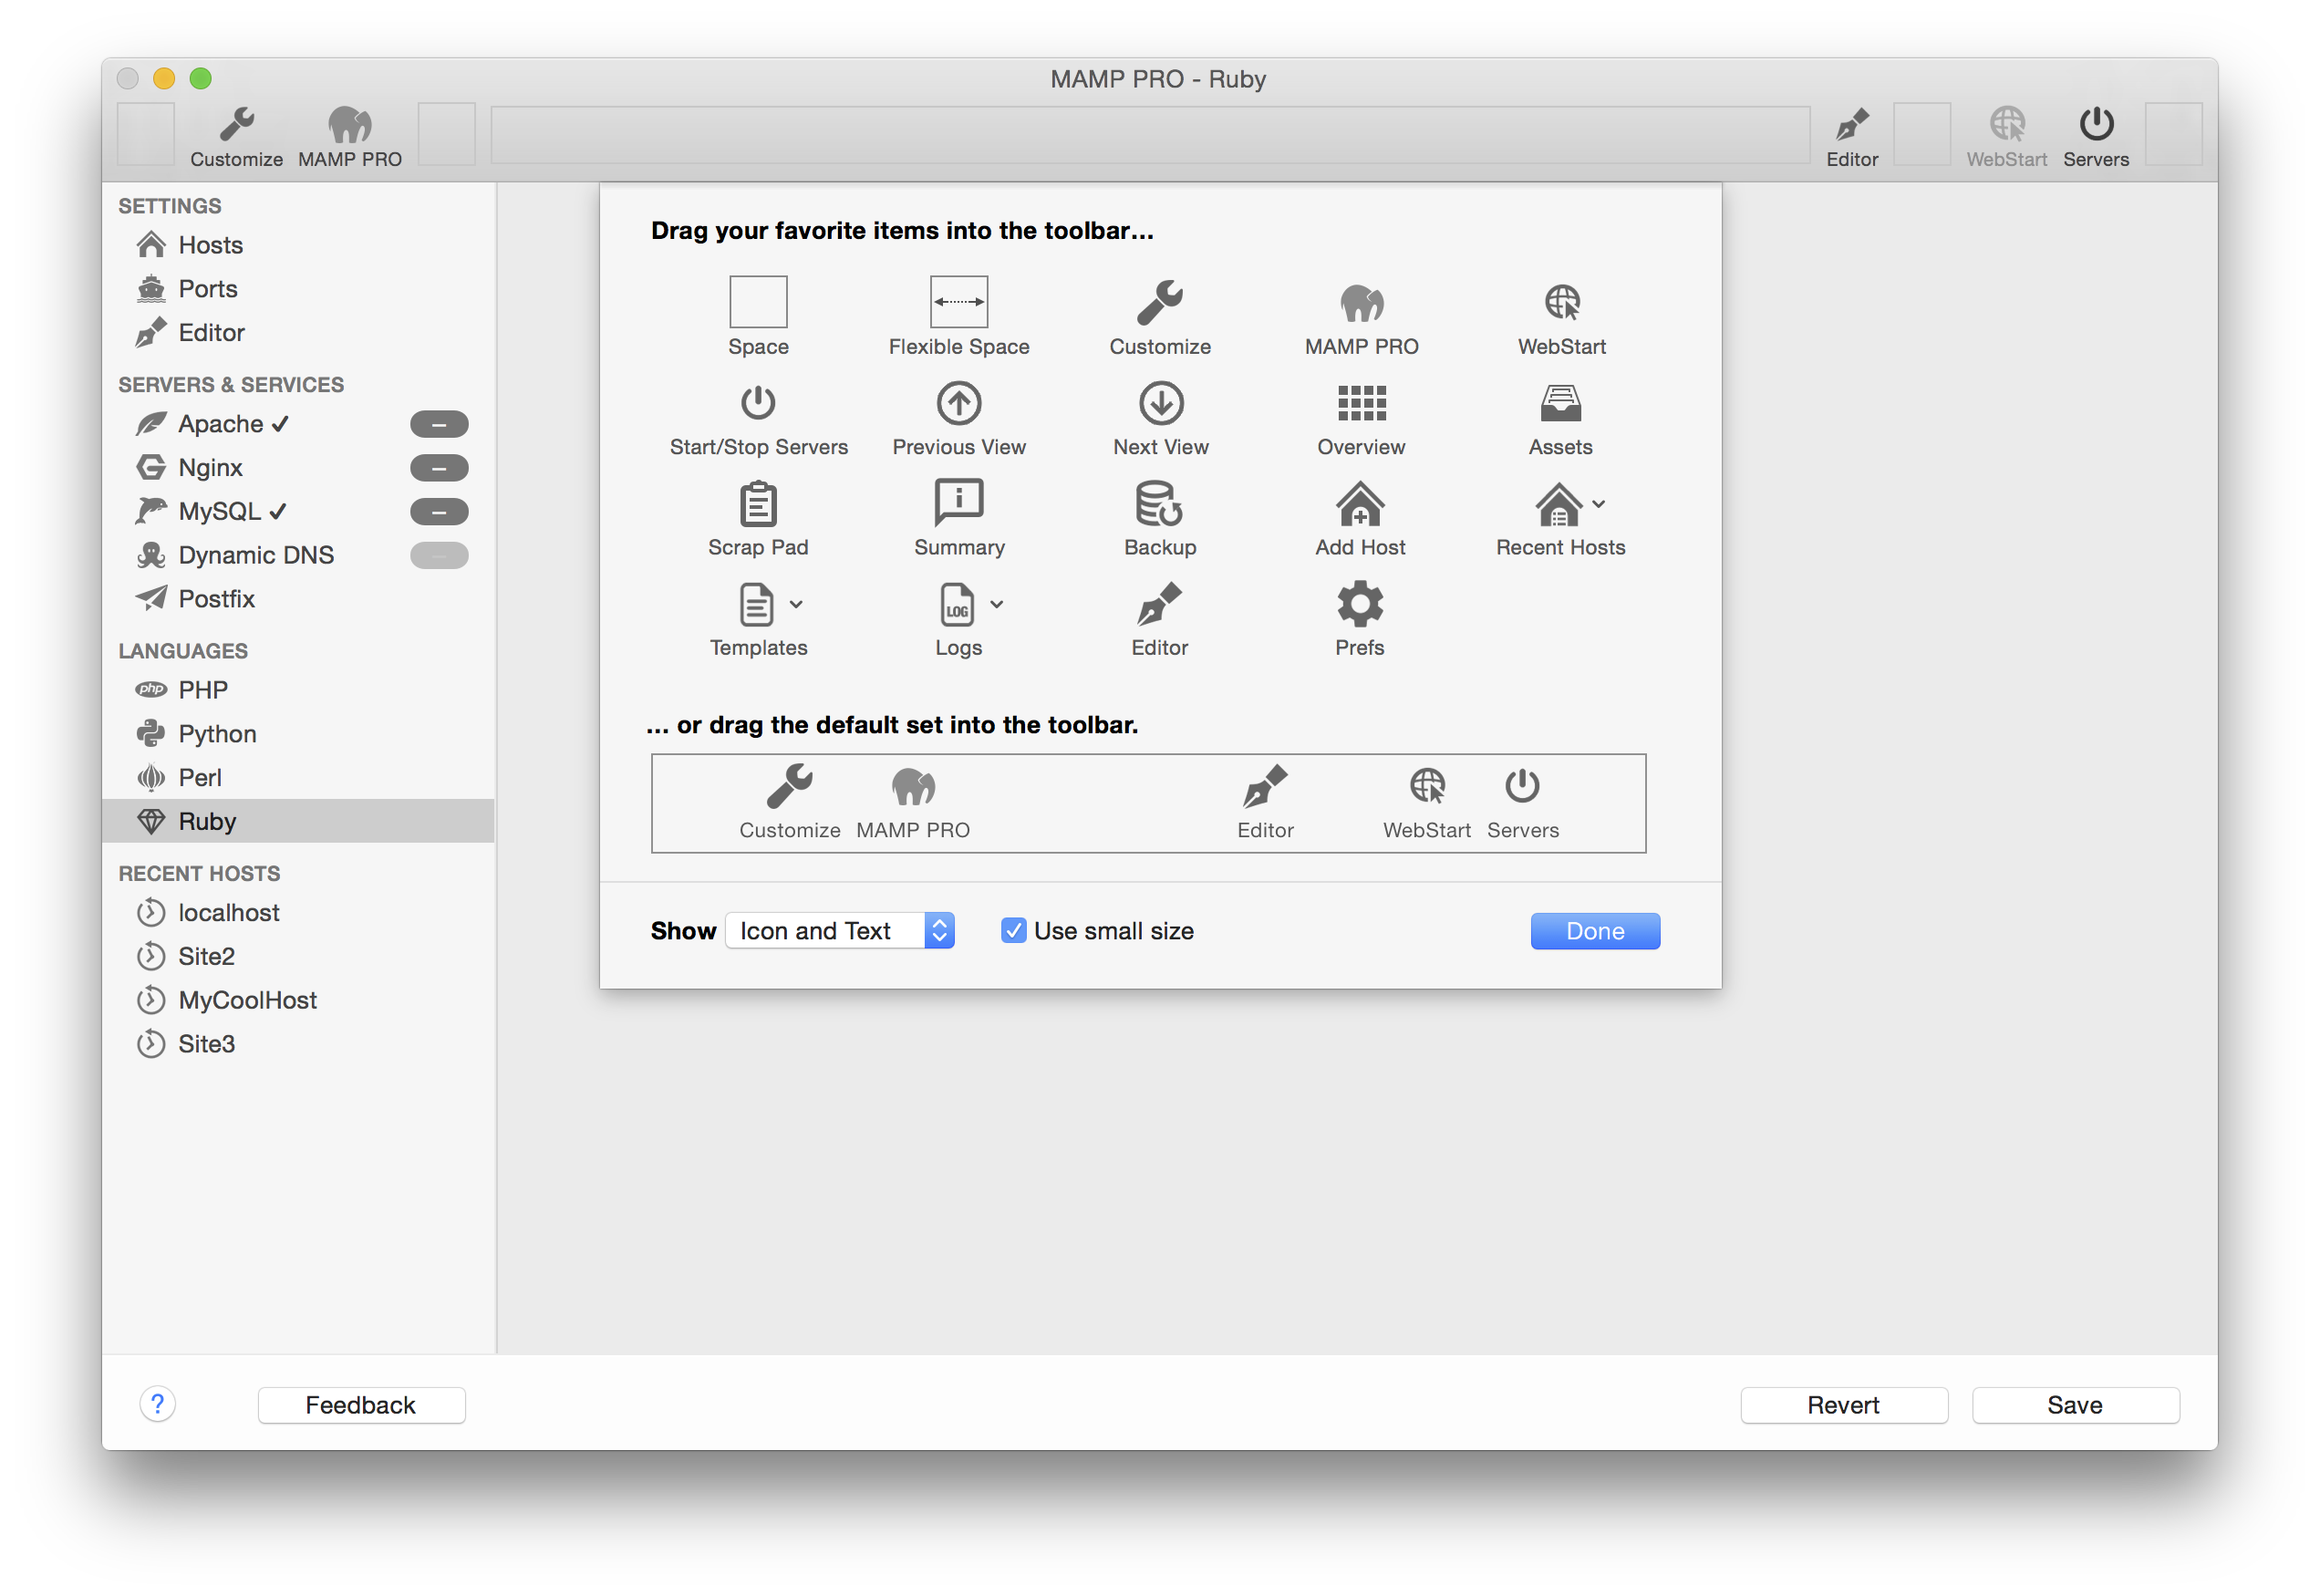 MAMP PRO - Ruby
Customize MAMP PRO Editor WebStart Servers
SETTINGS
Hosts
Ports
Editor
SERVERS & SERVICES
Apache ✓ –
Nginx –
MySQL ✓ –
Dynamic DNS –
Postfix
LANGUAGES
php PHP
Python
Perl
Ruby
RECENT HOSTS
localhost
Site2
MyCoolHost
Site3
Drag your favorite items into the toolbar...
Space Flexible Space Customize MAMP PRO WebStart
Start/Stop Servers Previous View Next View Overview Assets
Scrap Pad Summary Backup Add Host Recent Hosts
LOG
Templates Logs Editor Prefs
... or drag the default set into the toolbar.
Customize MAMP PRO Editor WebStart Servers
Show Icon and Text ✓ Use small size Done
? Feedback Revert Save